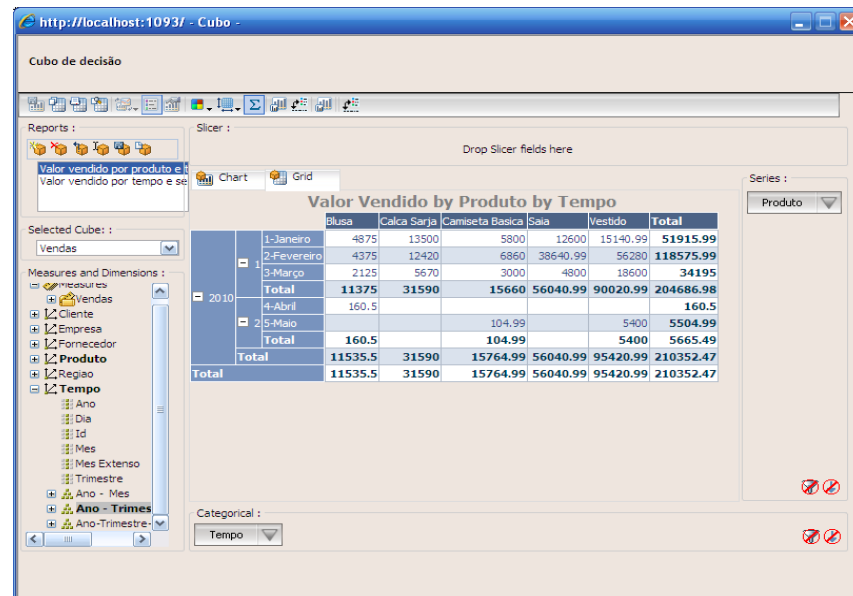 http://localhost:1093/ - Cubo -
Cubo de decisão
Reports :
Valor vendido por produto e t
Valor vendido por tempo e se
Selected Cube: :
Vendas
Measures and Dimensions :
Measures
Vendas
Cliente
Empresa
Fornecedor
Produto
Regiao
Tempo
Ano
Dia
Id
Mes
Mes Extenso
Trimestre
Ano - Mes
Ano - Trimes
Ano-Trimestre-
Slicer :
Drop Slicer fields here
Chart Grid
Valor Vendido by Produto by Tempo
Blusa Calca Sarja Camiseta Basica Saia Vestido Total
2010 1 1-Janeiro 4875 13500 5800 12600 15140.99 51915.99
2-Fevereiro 4375 12420 6860 38640.99 56280 118575.99
3-Março 2125 5670 3000 4800 18600 34195
Total 11375 31590 15660 56040.99 90020.99 204686.98
2 4-Abril 160.5 160.5
5-Maio 104.99 5400 5504.99
Total 160.5 104.99 5400 5665.49
Total 11535.5 31590 15764.99 56040.99 95420.99 210352.47
Total 11535.5 31590 15764.99 56040.99 95420.99 210352.47
Series :
Produto
Categorical :
Tempo